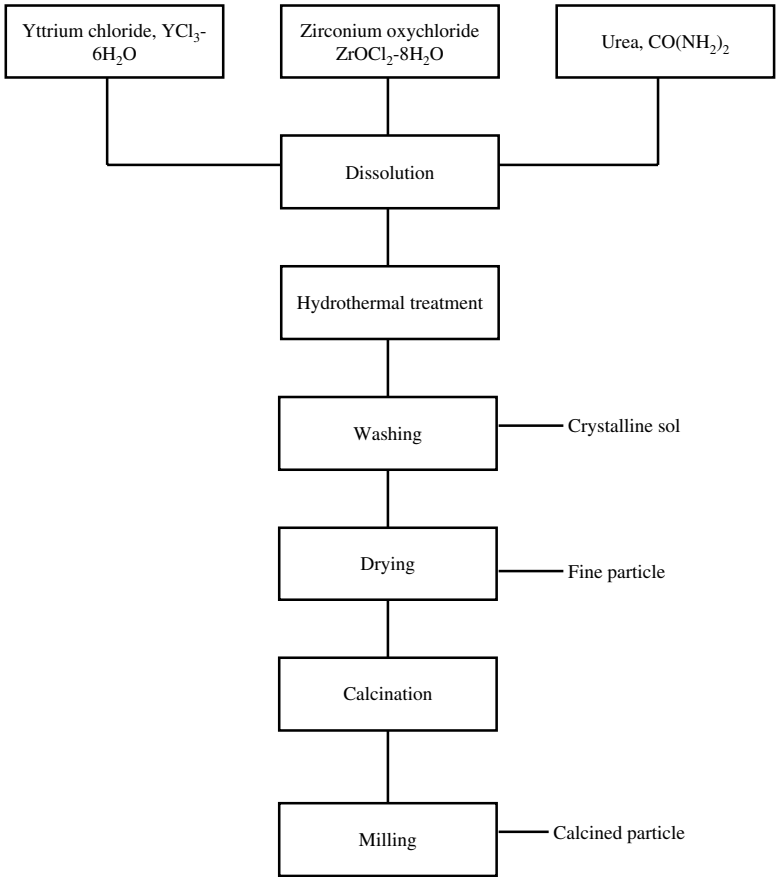 Yttrium chloride, YCl₃-
6H₂O
Zirconium oxychloride
ZrOCl₂-8H₂O
Urea, CO(NH₂)₂
Dissolution
Hydrothermal treatment
Washing
Crystalline sol
Drying
Fine particle
Calcination
Milling
Calcined particle